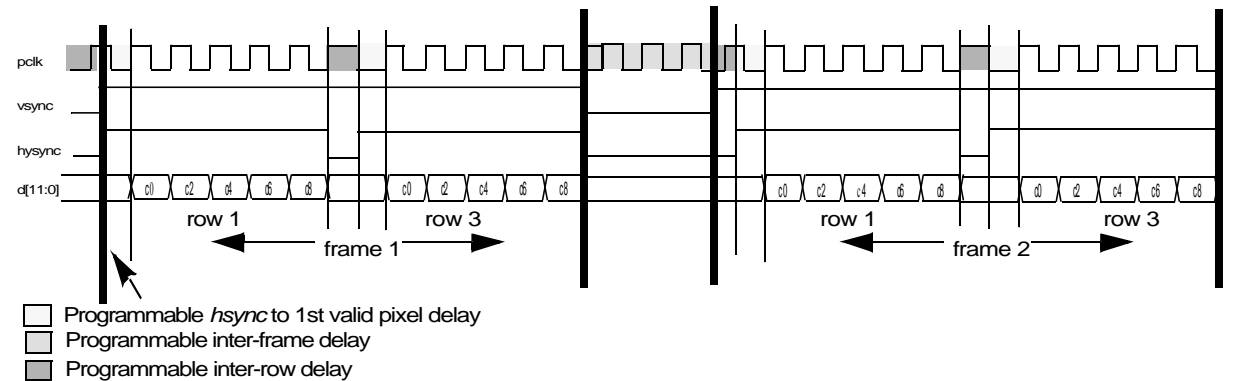 pclk
vsync
hysync
d[11:0] c0 c2 c4 c6 c8 c0 c2 c4 c6 c8 c0 c2 c4 c6 c8 c0 c2 c4 c6 c8
row 1 row 3 row 1 row 3
frame 1 frame 2
Programmable hsync to 1st valid pixel delay
Programmable inter-frame delay
Programmable inter-row delay